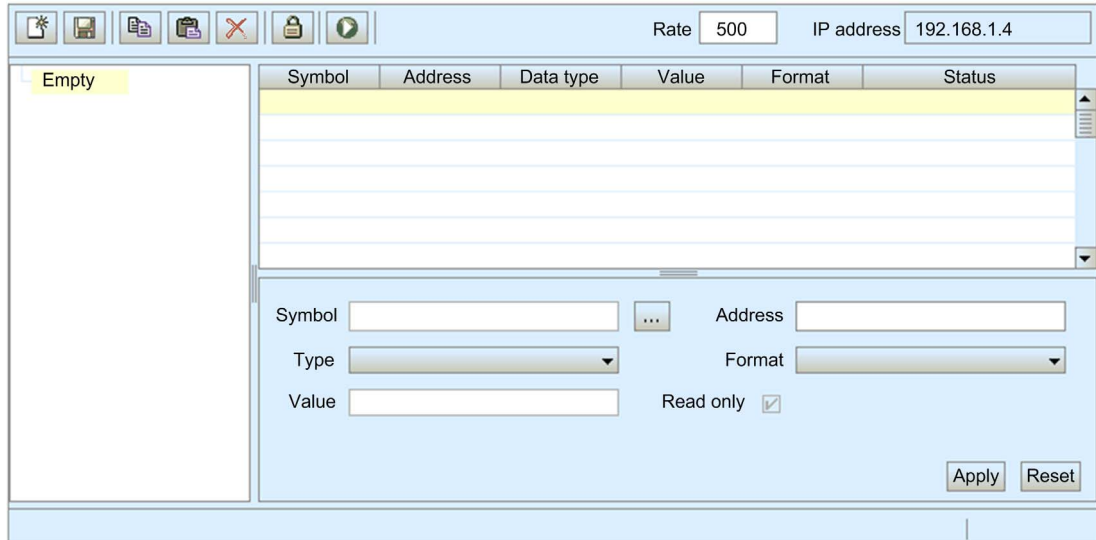 Rate 500 IP address 192.168.1.4
Empty
Symbol Address Data type Value Format Status
Symbol ... Address
Type Format
Value Read only
Apply Reset